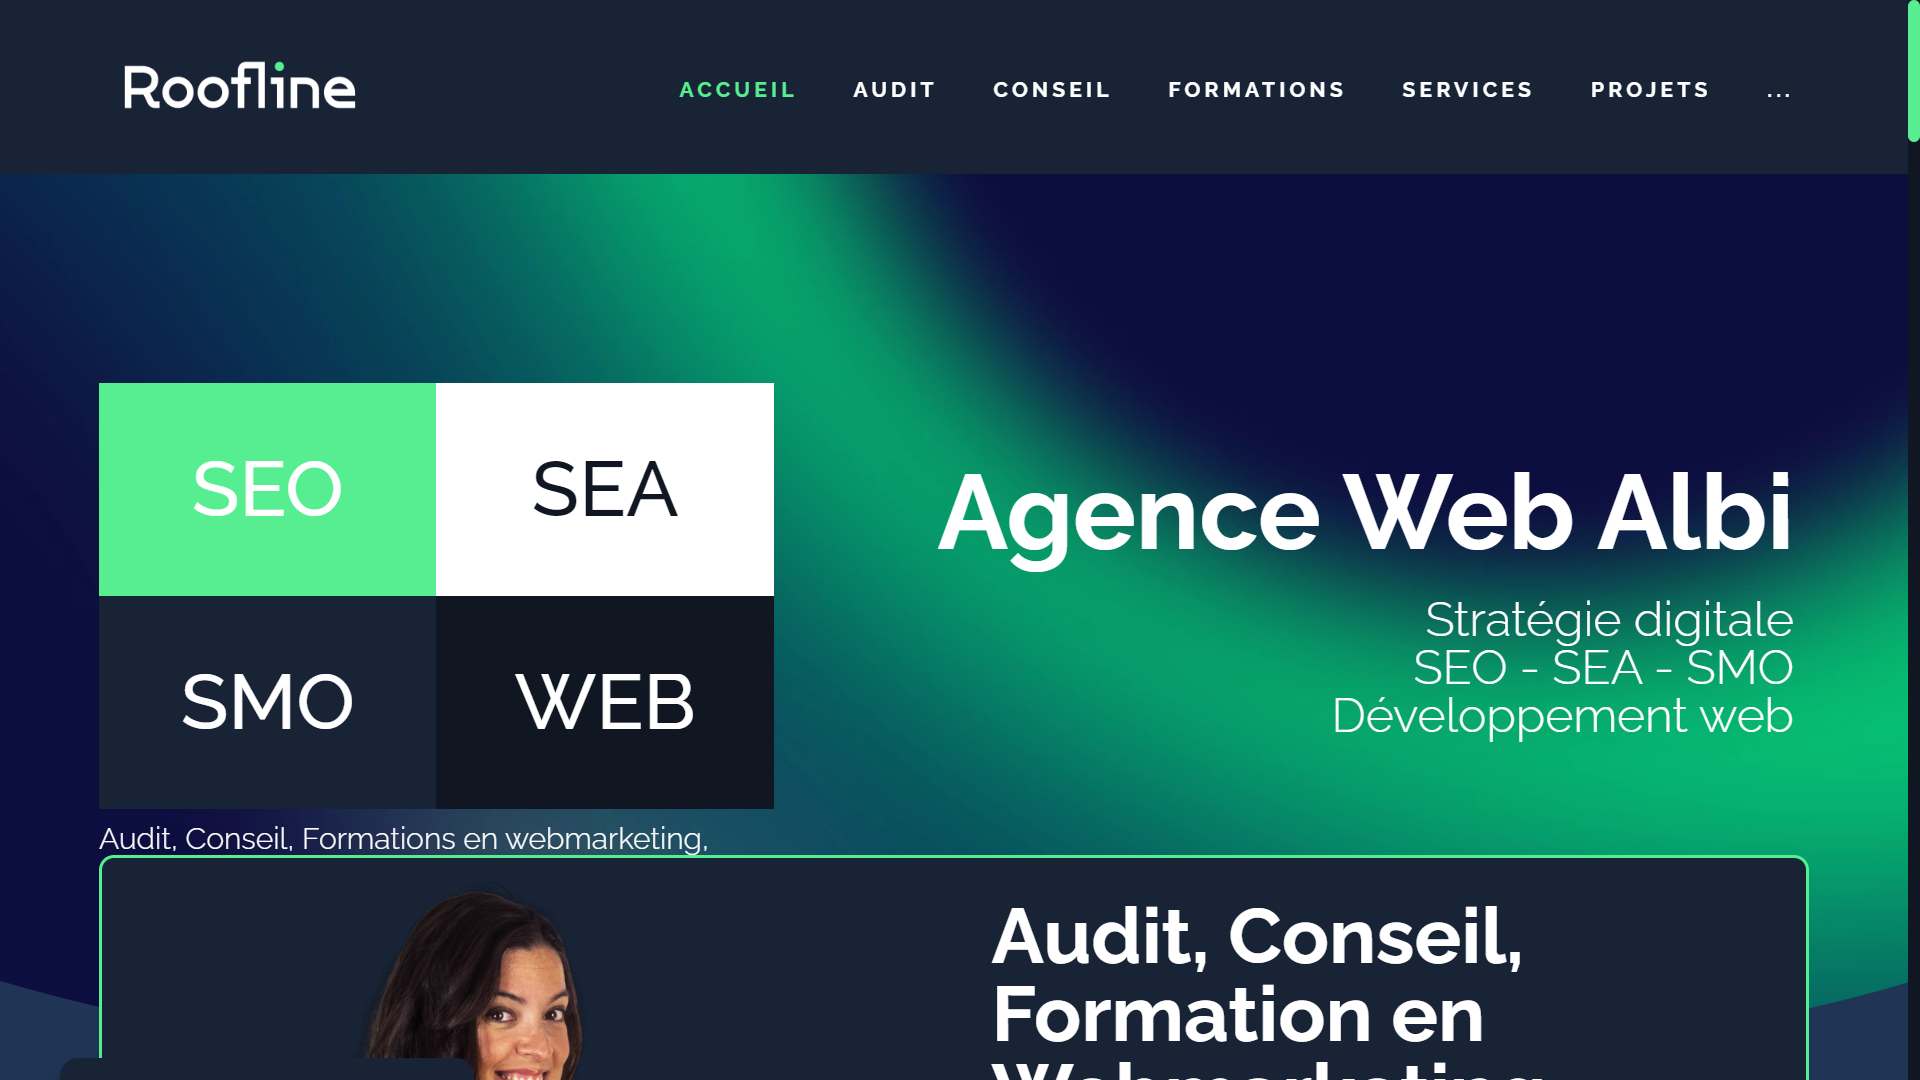 Roofline
ACCUEIL
AUDIT
CONSEIL
FORMATIONS
SERVICES
PROJETS
...
SEO
SEA
SMO
WEB
Agence Web Albi
Stratégie digitale
SEO - SEA - SMO
Développement web
Audit, Conseil, Formations en webmarketing,
Audit, Conseil,
Formation en
Webmarketing